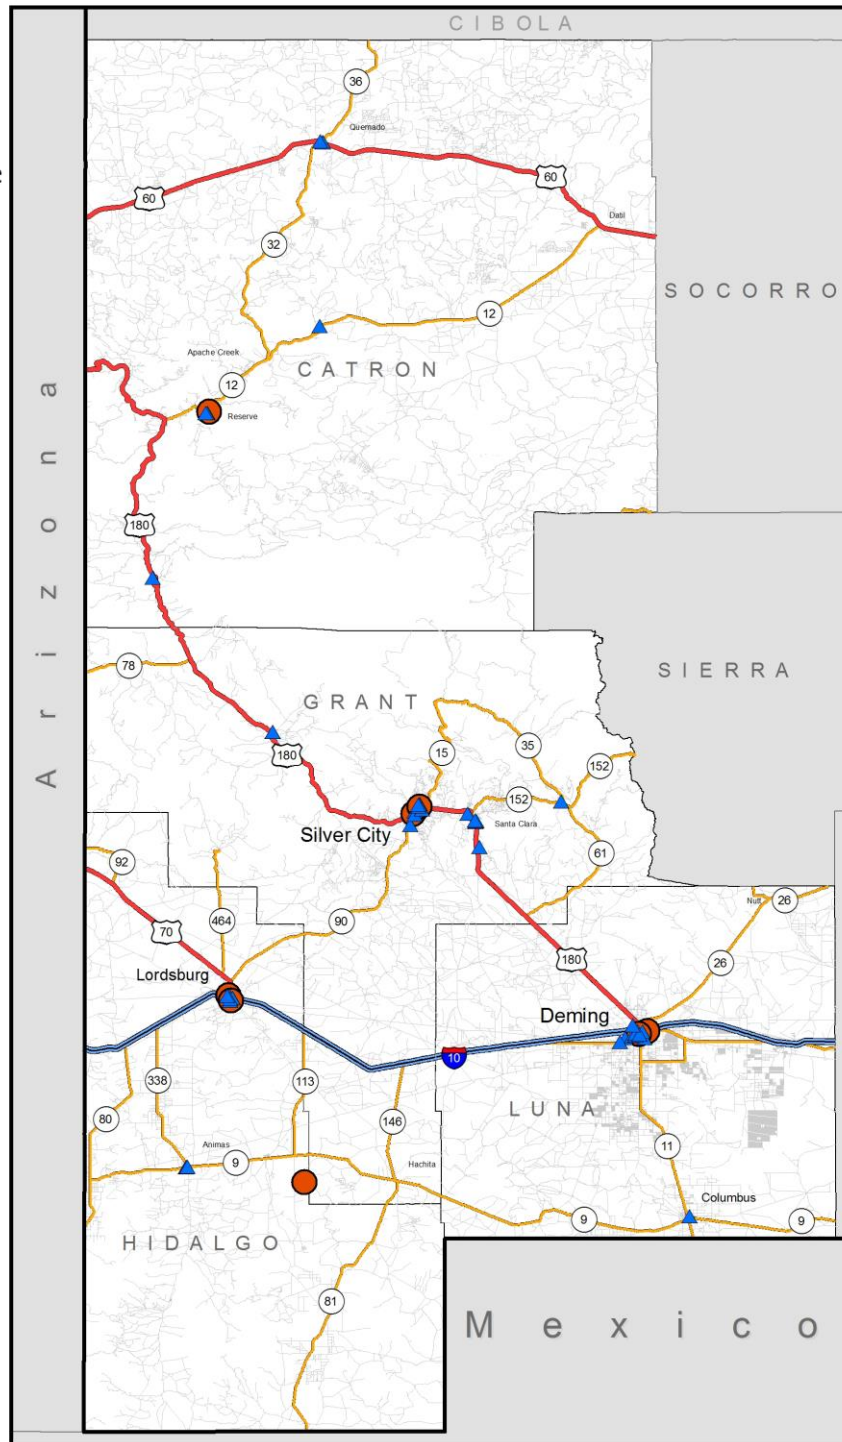 CIBOLA
36
Quemado
60
60
Datil
32
SOCORRO
12
Apache Creek
CATRON
12
Reserve
Arizona
180
SIERRA
78
GRANT
15
35
180
152
152
Silver City
Santa Clara
61
92
26
Nutt
464
90
70
180
26
Lordsburg
Deming
10
338
113
LUNA
80
146
11
Animas
9
Hachita
Columbus
9
9
HIDALGO
81
Mexico